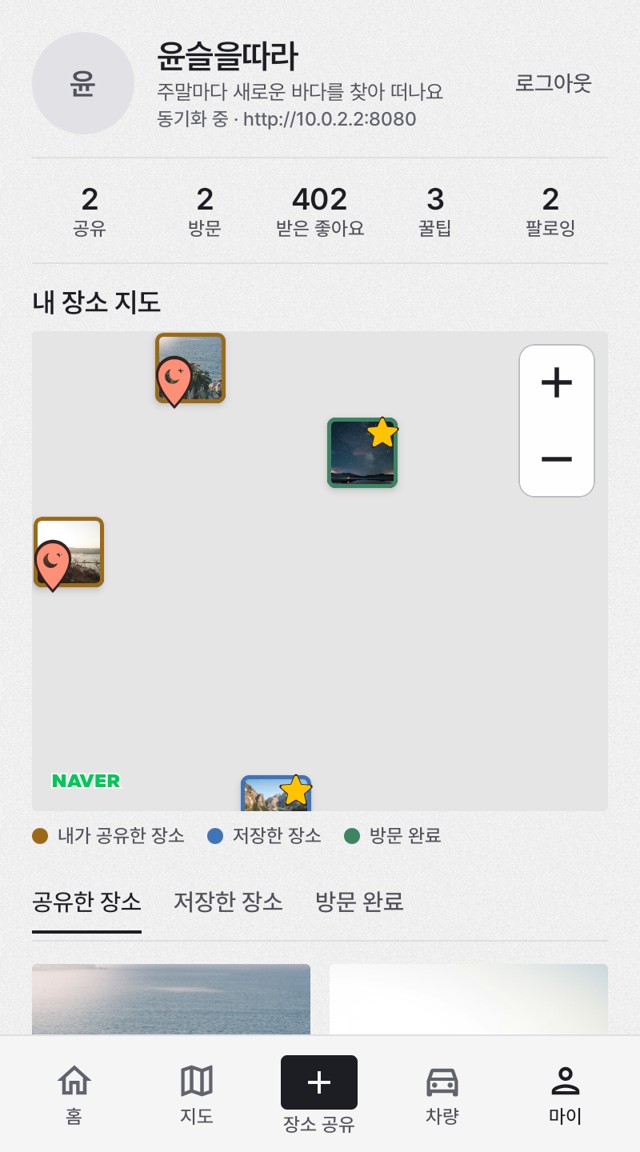 윤
윤슬을따라
주말마다 새로운 바다를 찾아 떠나요
동기화 중 · http://10.0.2.2:8080
로그아웃
2 2 402 3 2
공유 방문 받은 좋아요 꿀팁 팔로잉
내 장소 지도
NAVER
내가 공유한 장소 저장한 장소 방문 완료
공유한 장소 저장한 장소 방문 완료
홈 지도 장소 공유 차량 마이